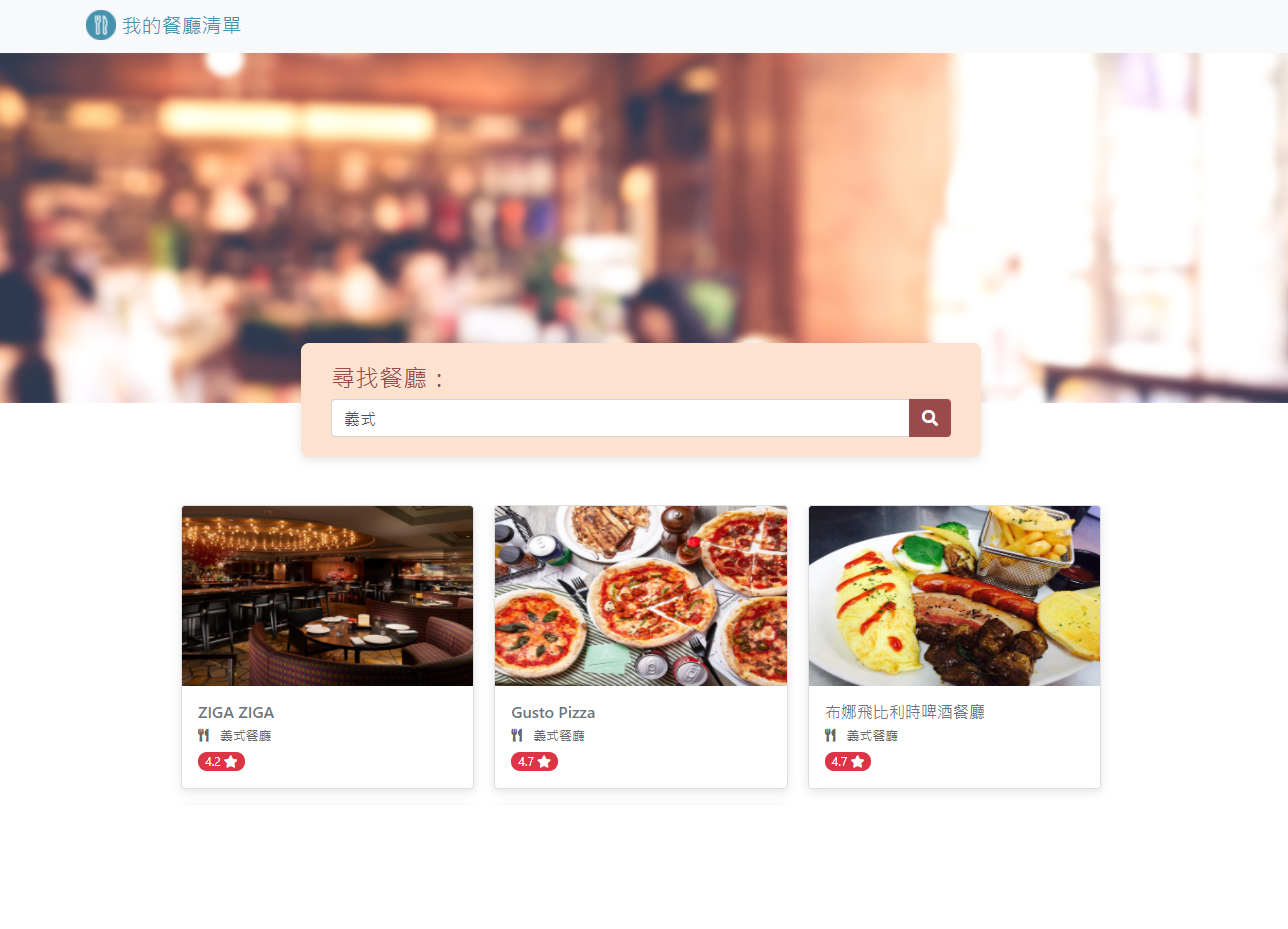 我的餐廳清單
尋找餐廳：
義式
ZIGA ZIGA
義式餐廳
4.2
Gusto Pizza
義式餐廳
4.7
布娜飛比利時啤酒餐廳
義式餐廳
4.7